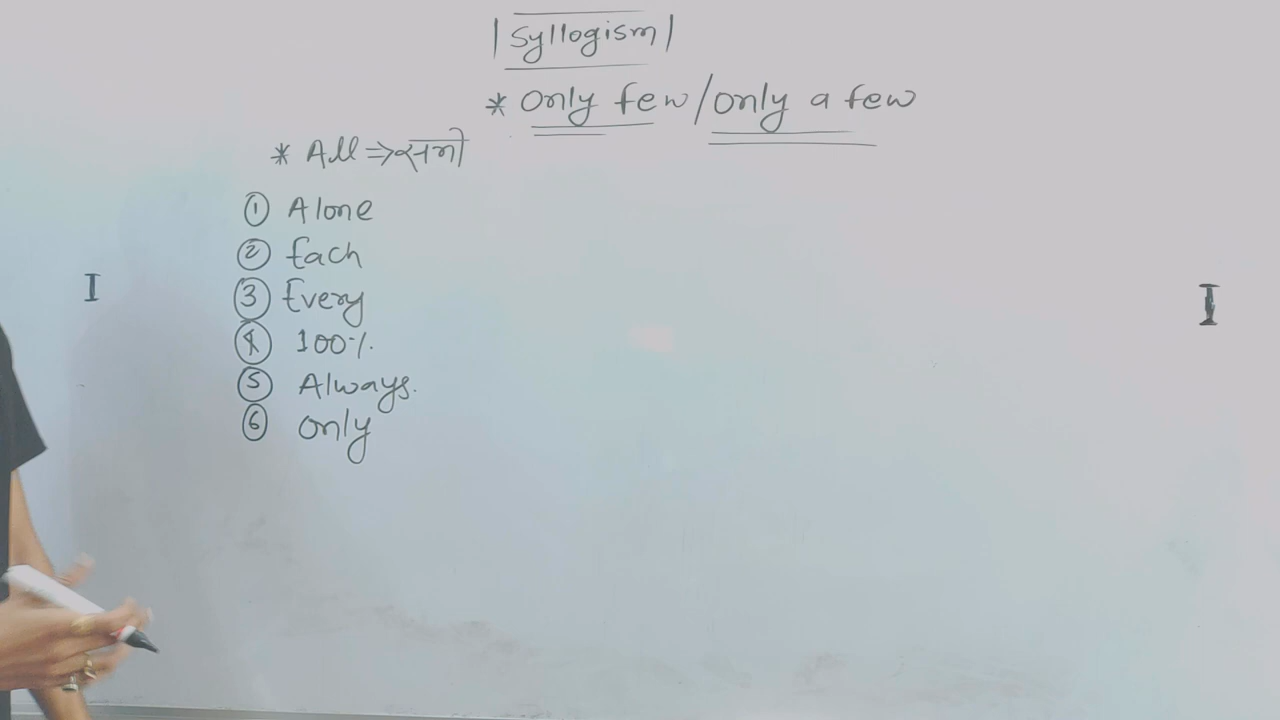 |Syllogism|
* Only few/only a few
* All ⇒ सभी
① Alone
② Each
③ Every
④ 100%.
⑤ Always.
⑥ only
I
I